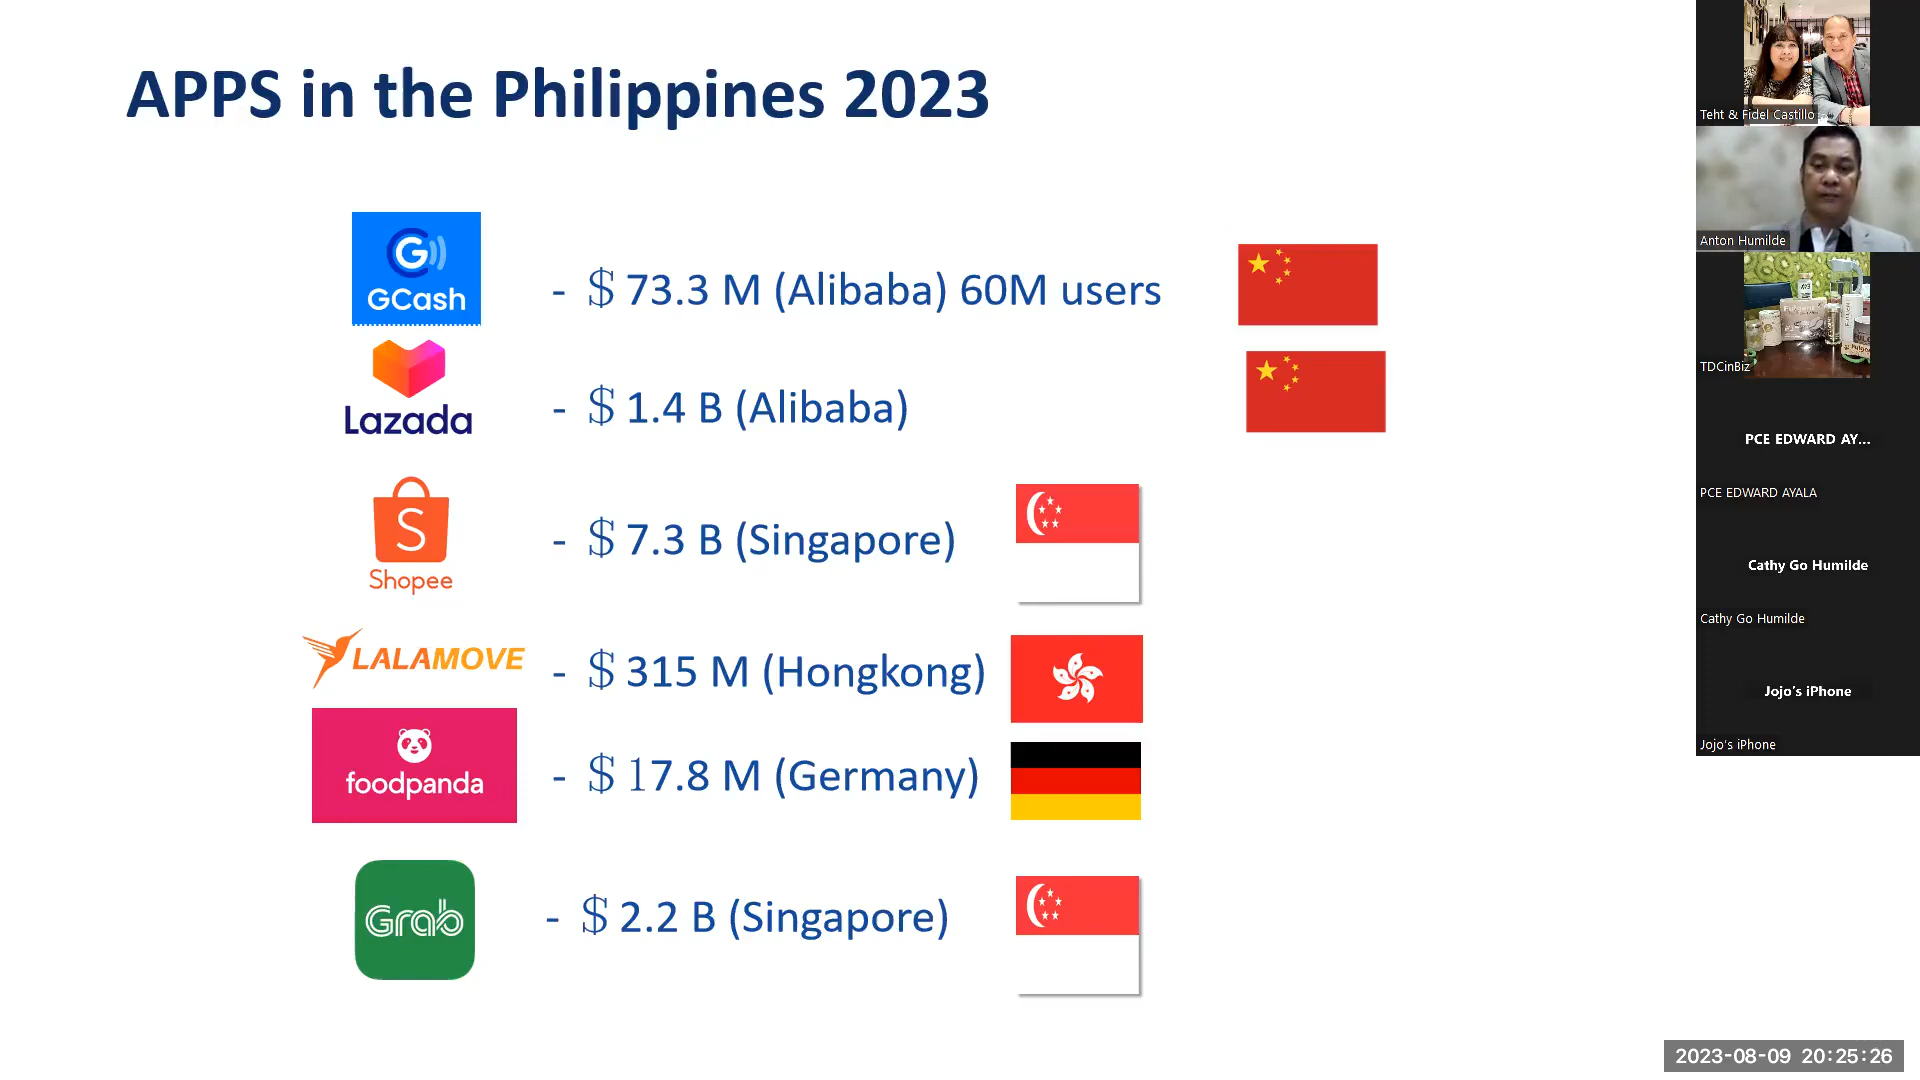 APPS in the Philippines 2023
GCash
- $ 73.3 M (Alibaba) 60M users
Lazada
- $ 1.4 B (Alibaba)
Shopee
- $ 7.3 B (Singapore)
LALAMOVE
- $ 315 M (Hongkong)
foodpanda
- $ 17.8 M (Germany)
Grab
- $ 2.2 B (Singapore)
Teht & Fidel Castillo
Anton Humilde
TDCinBiz
PCE EDWARD AY...
PCE EDWARD AYALA
Cathy Go Humilde
Cathy Go Humilde
Jojo's iPhone
Jojo's iPhone
2023-08-09 20:25:26